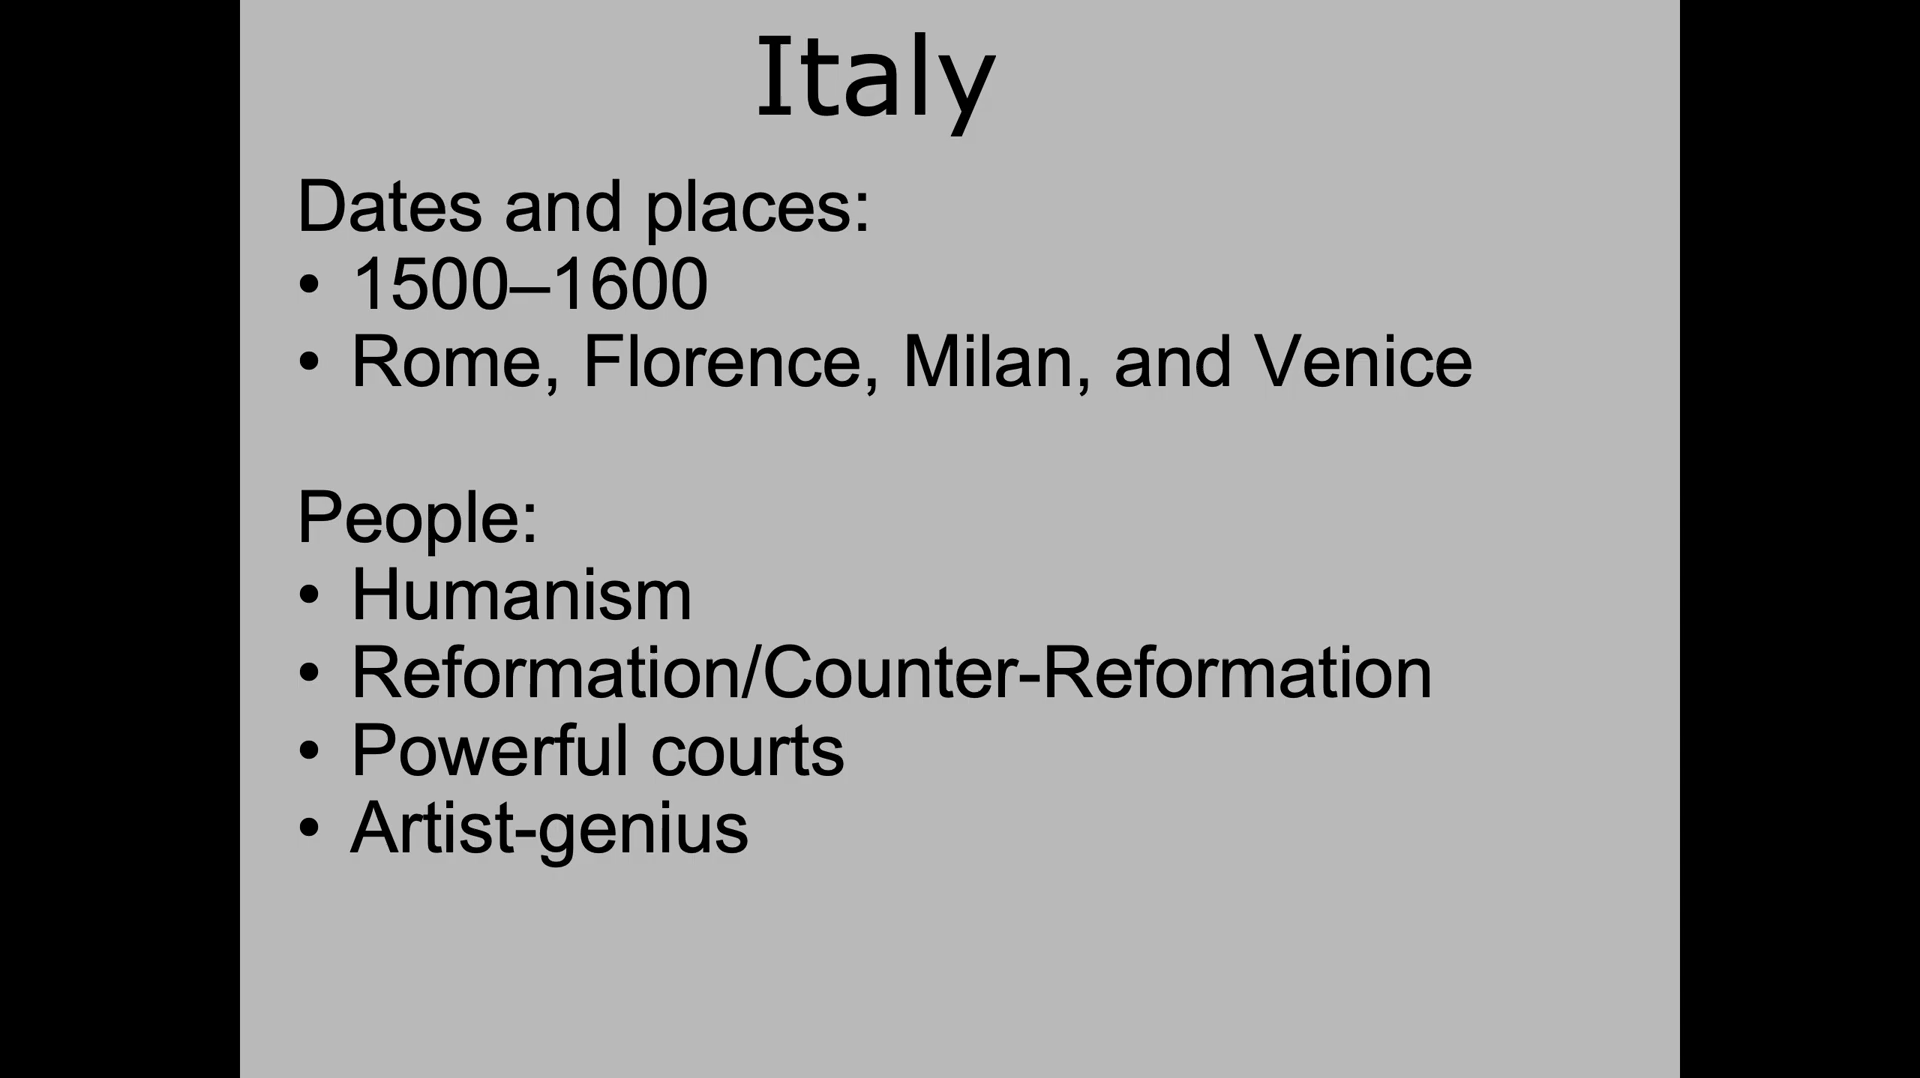 Italy
Dates and places:
• 1500–1600
• Rome, Florence, Milan, and Venice
People:
• Humanism
• Reformation/Counter-Reformation
• Powerful courts
• Artist-genius